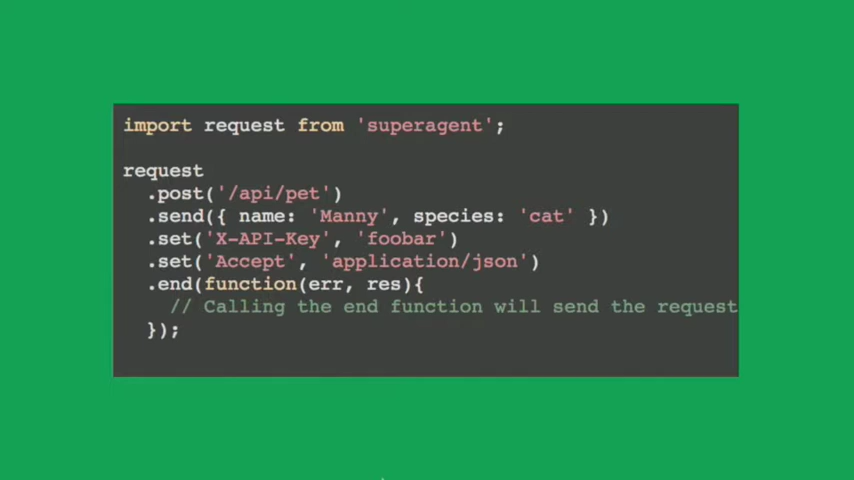 import request from 'superagent';
request
.post('/api/pet')
.send({ name: 'Manny', species: 'cat' })
.set('X-API-Key', 'foobar')
.set('Accept', 'application/json')
.end(function(err, res){
// Calling the end function will send the request
});